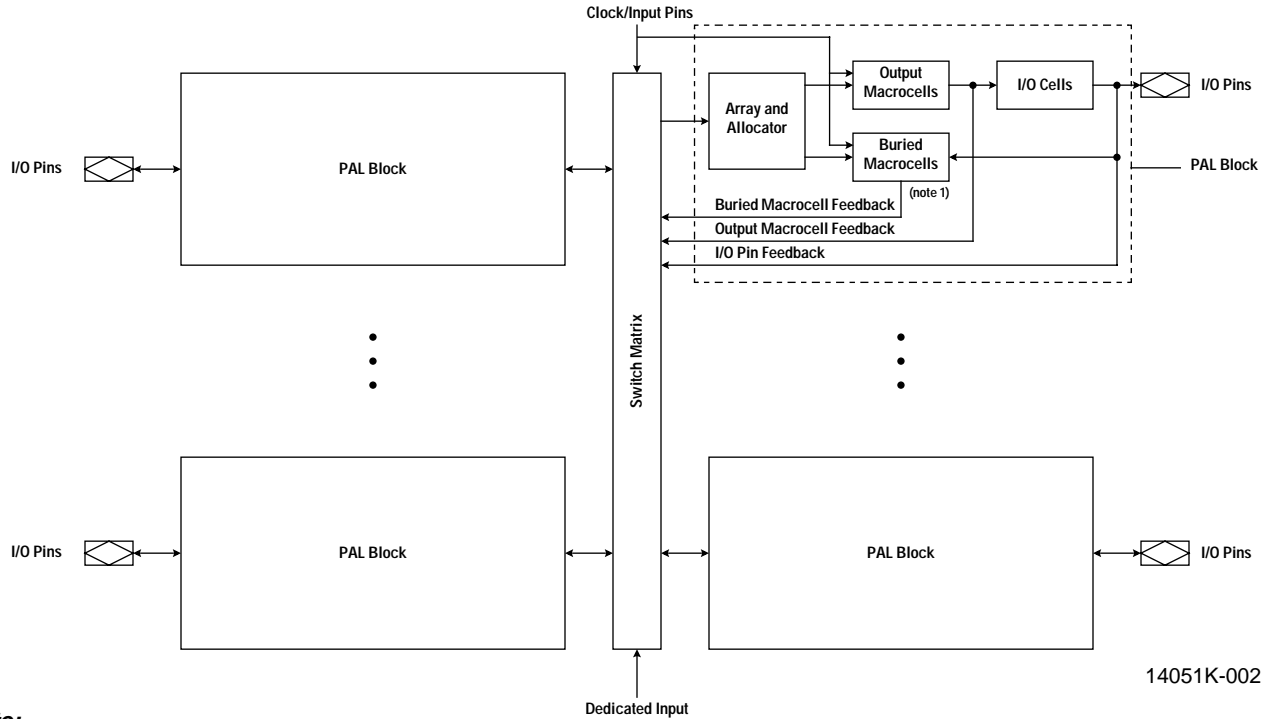 Clock/Input Pins
Output
Macrocells
I/O Cells
I/O Pins
Array and
Allocator
Buried
Macrocells
(note 1)
PAL Block
I/O Pins
PAL Block
Buried Macrocell Feedback
Output Macrocell Feedback
I/O Pin Feedback
Switch Matrix
I/O Pins
PAL Block
PAL Block
I/O Pins
14051K-002
Dedicated Input